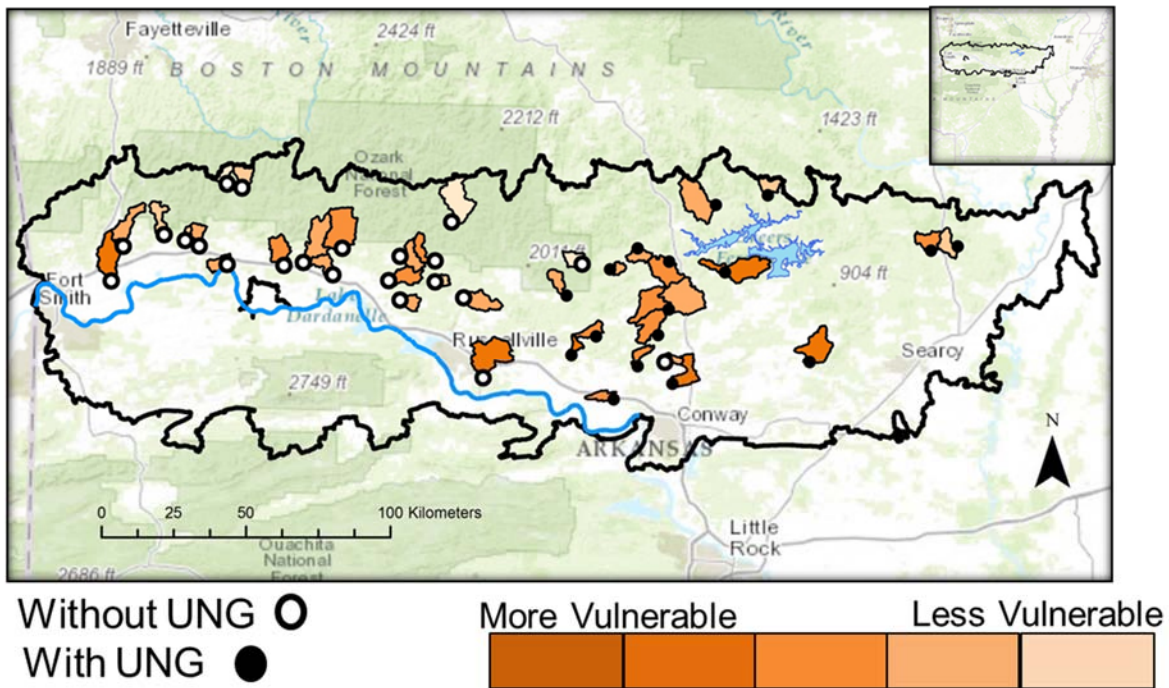 Fayetteville
2424 ft
1889 ft
BOSTON MOUNTAINS
River
River
2212 ft
1423 ft
Ozark
National
Forest
2011 ft
904 ft
Fort
Smith
Dardanelle
Russellville
Searcy
2749 ft
Conway
ARKANSAS
N
0 25 50 100 Kilometers
Little
Rock
Ouachita
National
Forest
2686 ft
Without UNG
With UNG
More Vulnerable Less Vulnerable